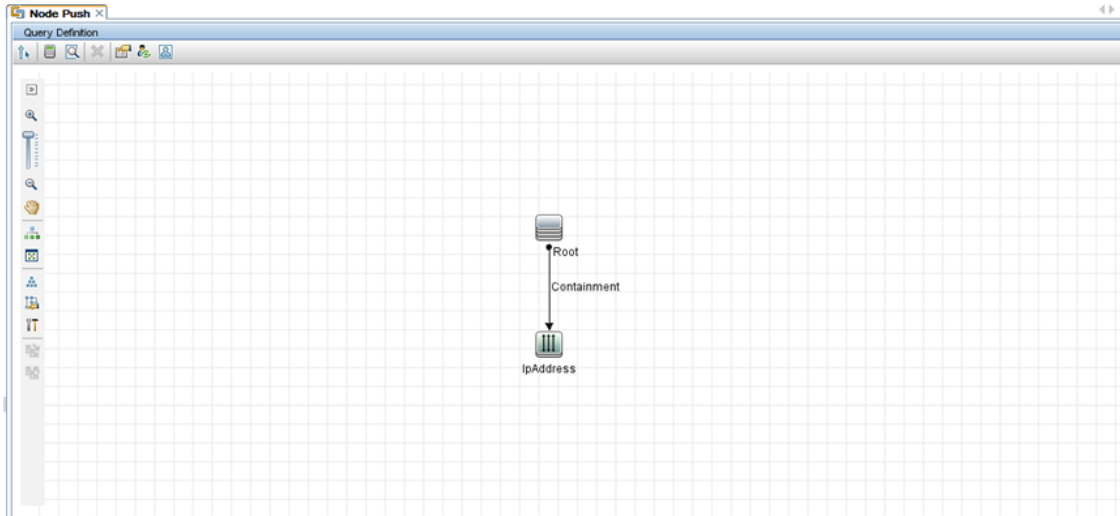 Node Push
Query Definition
Root
Containment
IpAddress